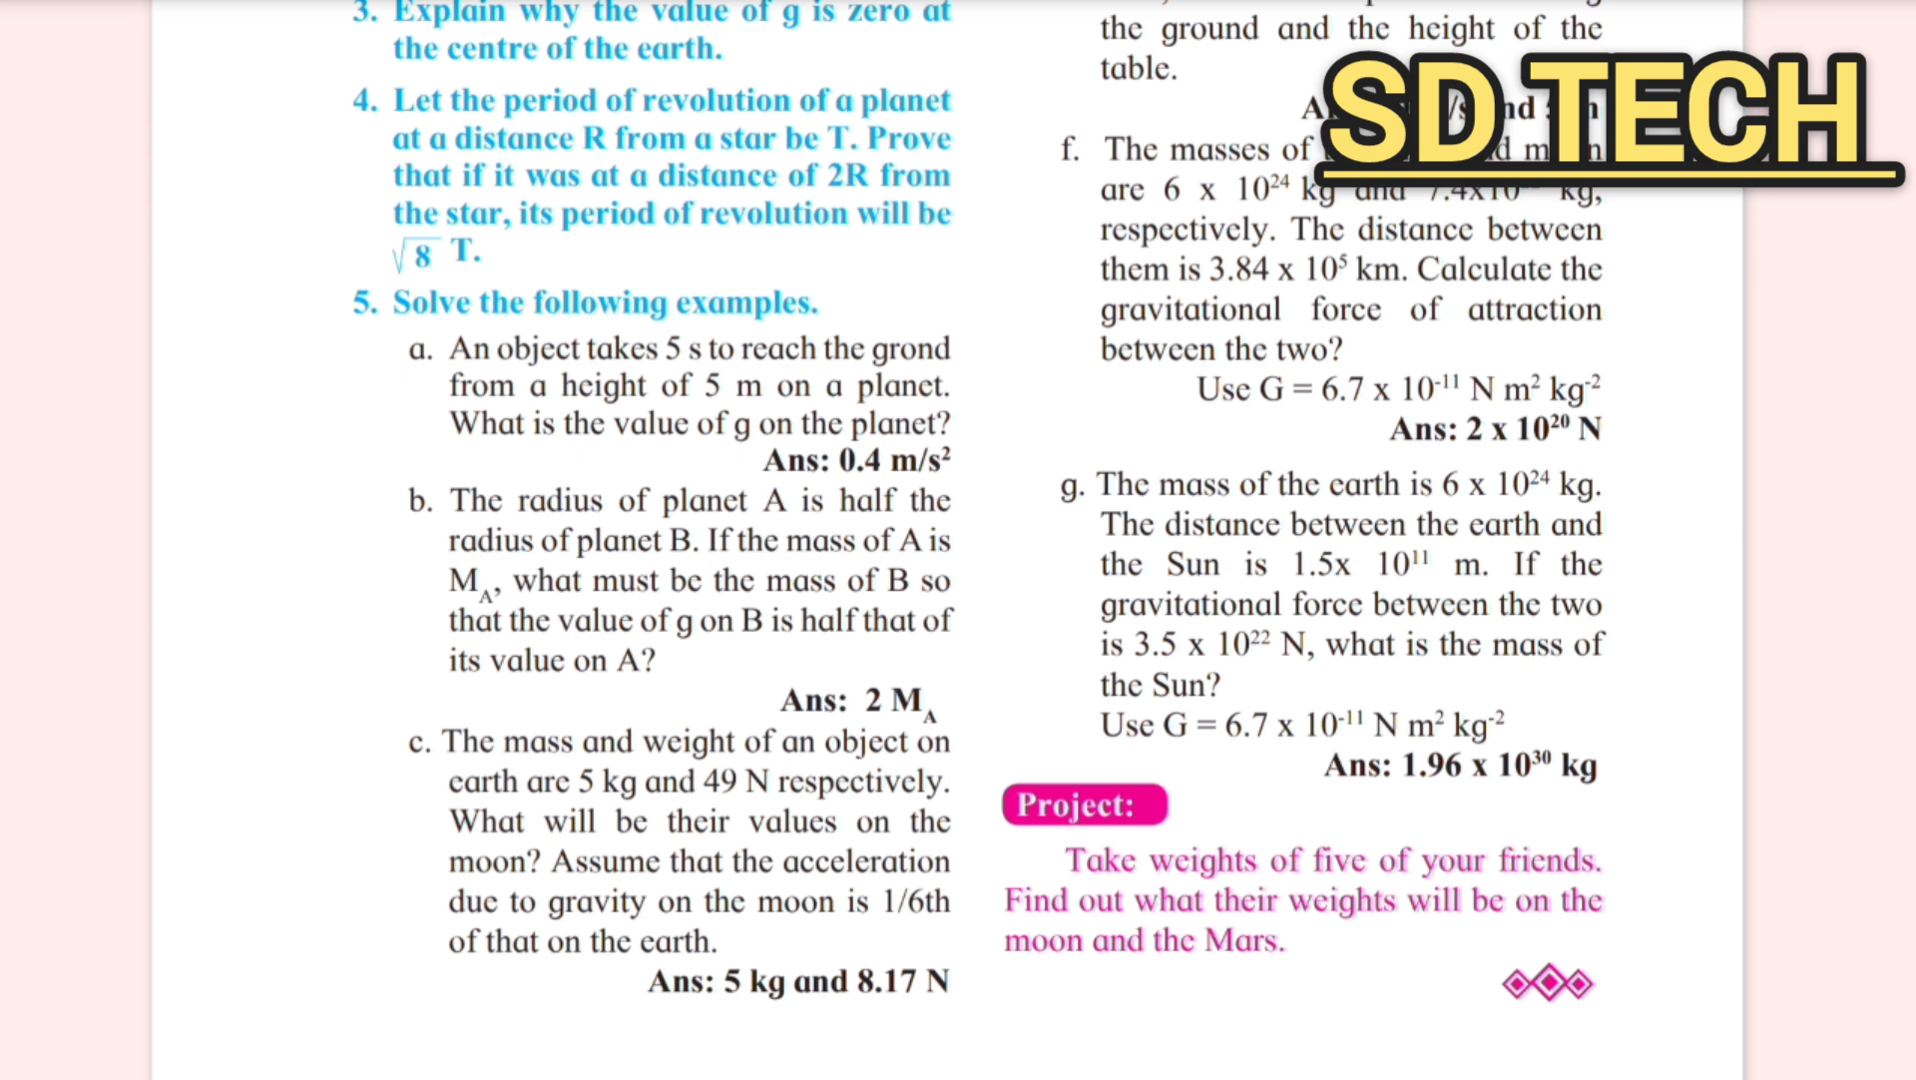 3. Explain why the value of g is zero at
the centre of the earth.
4. Let the period of revolution of a planet
at a distance R from a star be T. Prove
that if it was at a distance of 2R from
the star, its period of revolution will be
√8 T.
5. Solve the following examples.
a. An object takes 5 s to reach the grond
from a height of 5 m on a planet.
What is the value of g on the planet?
Ans: 0.4 m/s²
b. The radius of planet A is half the
radius of planet B. If the mass of A is
M_A, what must be the mass of B so
that the value of g on B is half that of
its value on A?
Ans: 2 M_A
c. The mass and weight of an object on
earth are 5 kg and 49 N respectively.
What will be their values on the
moon? Assume that the acceleration
due to gravity on the moon is 1/6th
of that on the earth.
Ans: 5 kg and 8.17 N
the ground and the height of the
table.
SD TECH
f. The masses of
are 6 x 10²⁴ kg and 7.4x10 kg,
respectively. The distance between
them is 3.84 x 10⁵ km. Calculate the
gravitational force of attraction
between the two?
Use G = 6.7 x 10⁻¹¹ N m² kg⁻²
Ans: 2 x 10²⁰ N
g. The mass of the earth is 6 x 10²⁴ kg.
The distance between the earth and
the Sun is 1.5x 10¹¹ m. If the
gravitational force between the two
is 3.5 x 10²² N, what is the mass of
the Sun?
Use G = 6.7 x 10⁻¹¹ N m² kg⁻²
Ans: 1.96 x 10³⁰ kg
Project:
Take weights of five of your friends.
Find out what their weights will be on the
moon and the Mars.